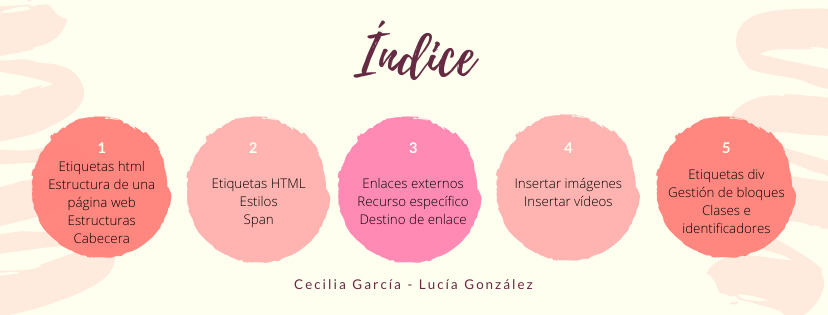 Índice
1
Etiquetas html
Estructura de una
página web
Estructuras
Cabecera
2
Etiquetas HTML
Estilos
Span
3
Enlaces externos
Recurso específico
Destino de enlace
4
Insertar imágenes
Insertar vídeos
5
Etiquetas div
Gestión de bloques
Clases e
identificadores
Cecilia García - Lucía González